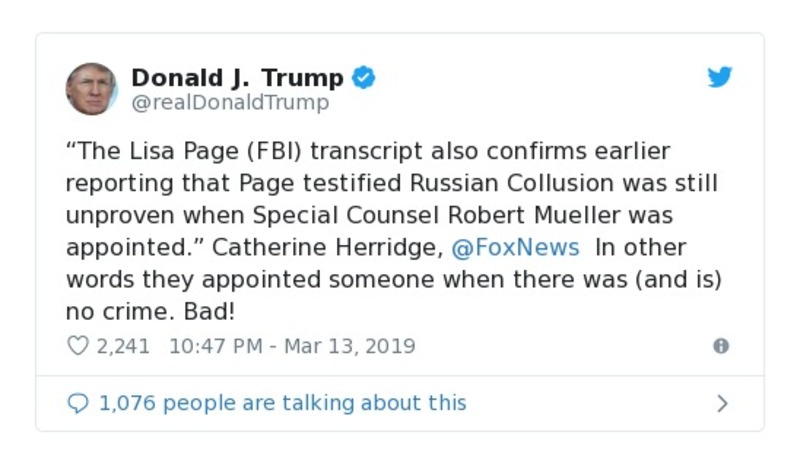 Donald J. Trump
@realDonaldTrump
“The Lisa Page (FBI) transcript also confirms earlier
reporting that Page testified Russian Collusion was still
unproven when Special Counsel Robert Mueller was
appointed.” Catherine Herridge, @FoxNews In other
words they appointed someone when there was (and is)
no crime. Bad!
2,241 10:47 PM - Mar 13, 2019
1,076 people are talking about this